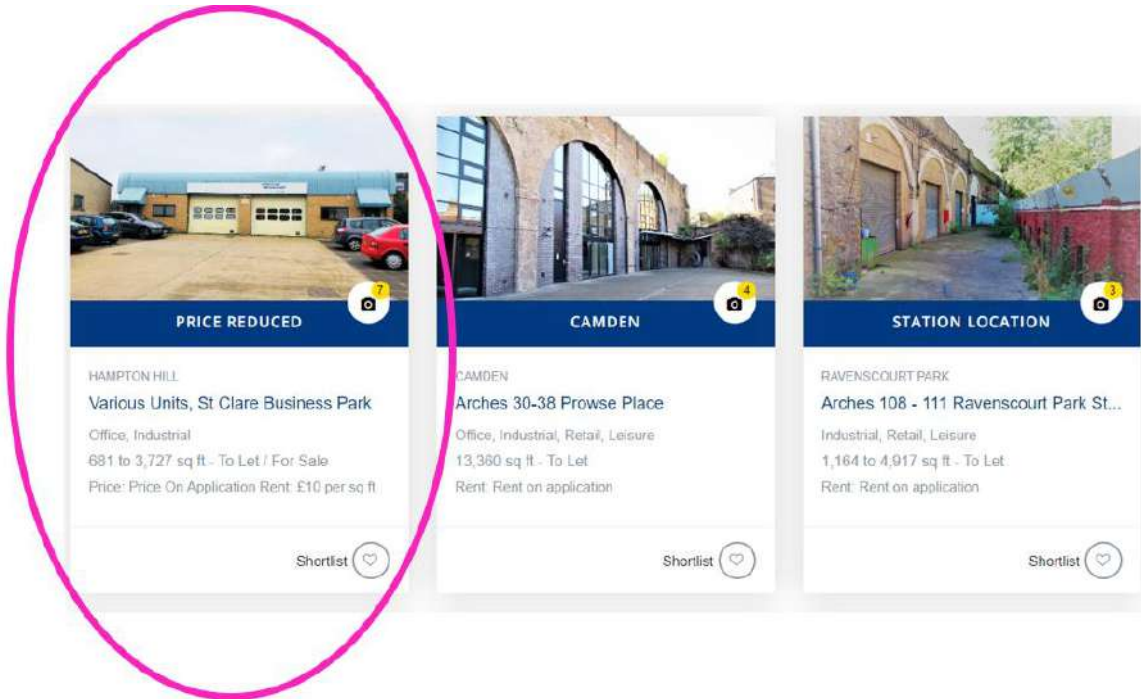 7
PRICE REDUCED
HAMPTON HILL
Various Units, St Clare Business Park
Office, Industrial
681 to 3,727 sq ft - To Let / For Sale
Price: Price On Application Rent: £10 per sq ft
Shortlist
4
CAMDEN
CAMDEN
Arches 30-38 Prowse Place
Office, Industrial, Retail, Leisure
13,360 sq ft - To Let
Rent: Rent on application
Shortlist
3
STATION LOCATION
RAVENSCOURT PARK
Arches 108 - 111 Ravenscourt Park St...
Industrial, Retail, Leisure
1,164 to 4,917 sq ft - To Let
Rent: Rent on application
Shortlist